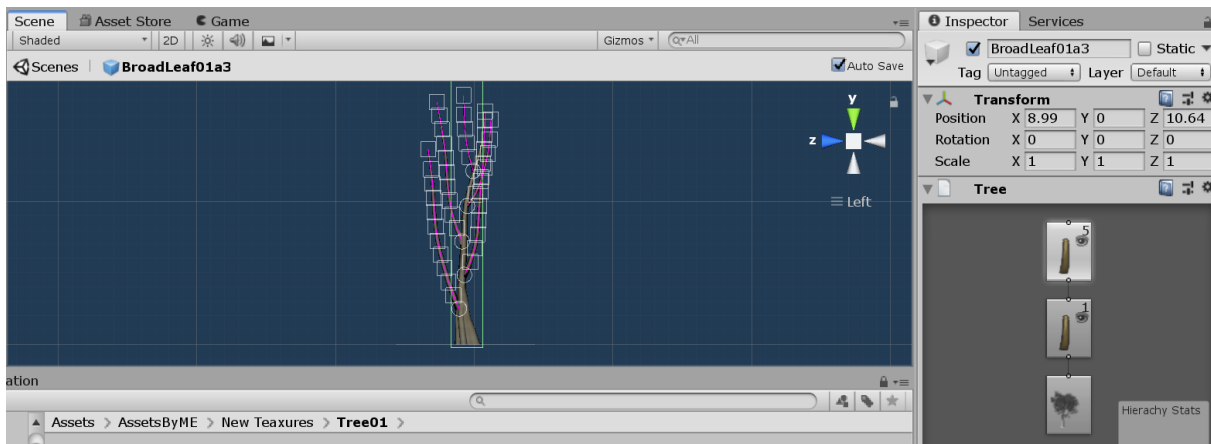 Scene Asset Store Game Inspector Services
Shaded 2D Gizmos All BroadLeaf01a3 Static
Scenes BroadLeaf01a3 Auto Save Tag Untagged Layer Default
y Transform
z Position X 8.99 Y 0 Z 10.64
Rotation X 0 Y 0 Z 0
Scale X 1 Y 1 Z 1
Left Tree
5
1
ation
Hierachy Stats
Assets > AssetsByME > New Teaxures > Tree01 >